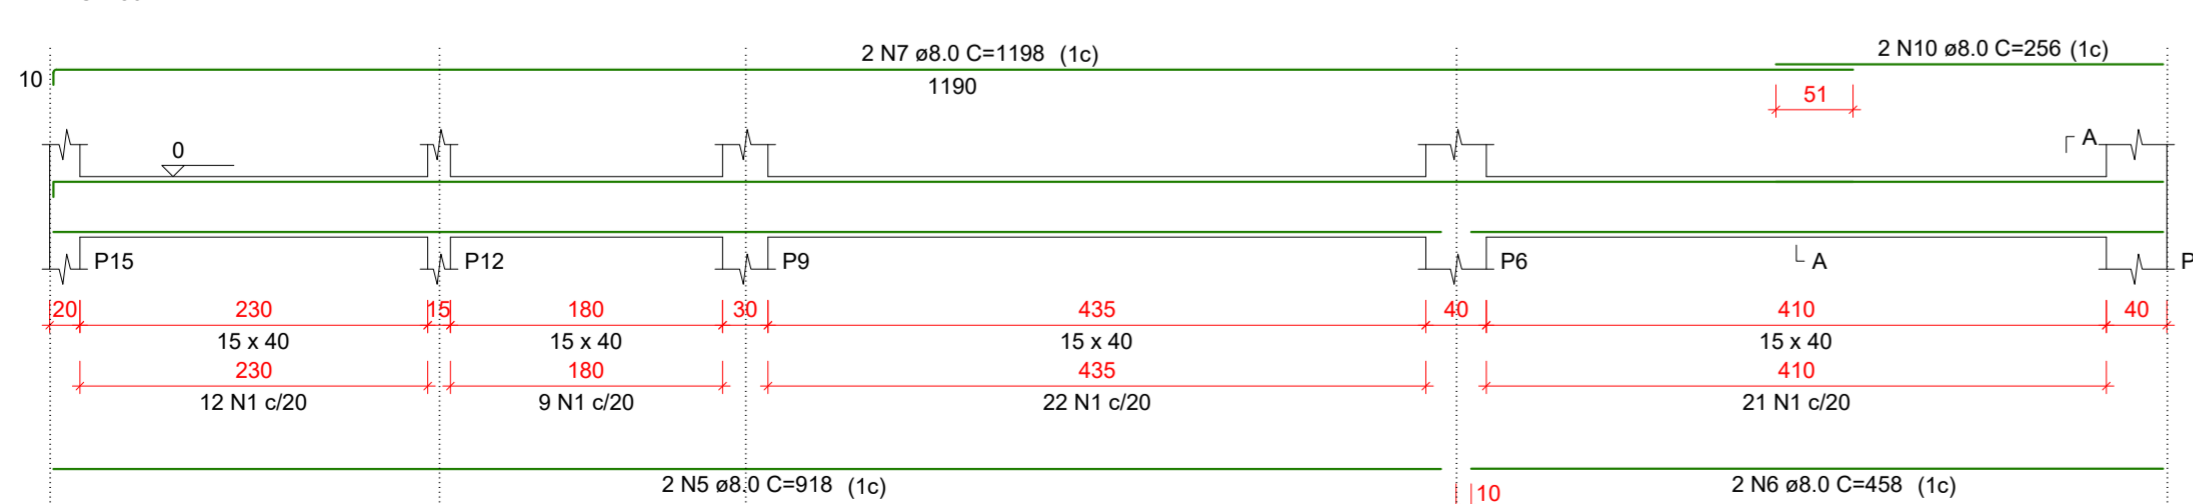 2 N7 ø8.0 C=1198 (1c)
2 N10 ø8.0 C=256 (1c)
10
1190
51
A
0
P15
P12
P9
P6
A
P
20 230 15 180 30 435 40 410 40
15 x 40 15 x 40 15 x 40 15 x 40
230 180 435 410
12 N1 c/20 9 N1 c/20 22 N1 c/20 21 N1 c/20
2 N5 ø8.0 C=918 (1c)
10
2 N6 ø8.0 C=458 (1c)